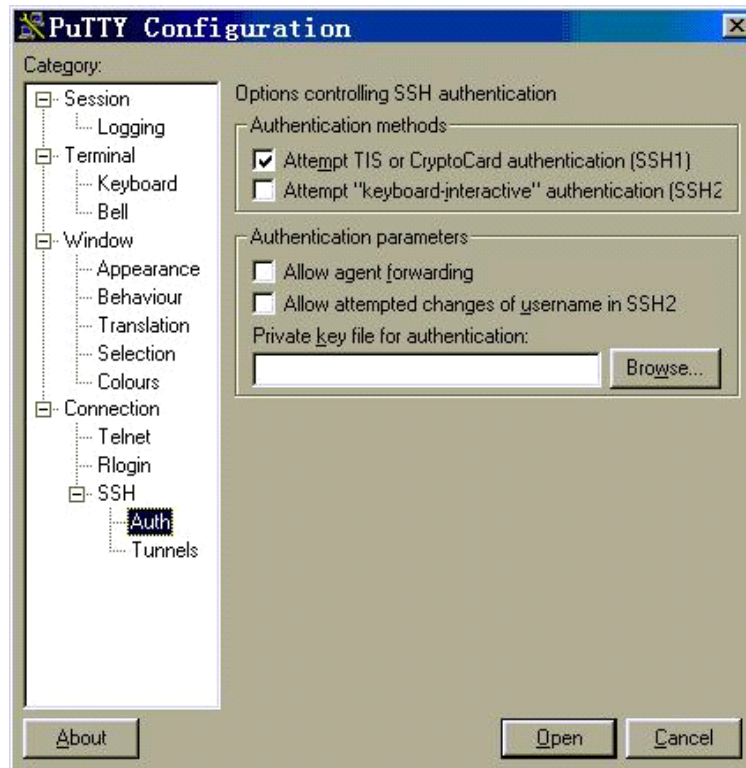 PuTTY Configuration
Category:
Session
Logging
Terminal
Keyboard
Bell
Window
Appearance
Behaviour
Translation
Selection
Colours
Connection
Telnet
Rlogin
SSH
Auth
Tunnels
Options controlling SSH authentication
Authentication methods
Attempt TIS or CryptoCard authentication (SSH1)
Attempt "keyboard-interactive" authentication (SSH2
Authentication parameters
Allow agent forwarding
Allow attempted changes of username in SSH2
Private key file for authentication:
Browse...
About
Open
Cancel